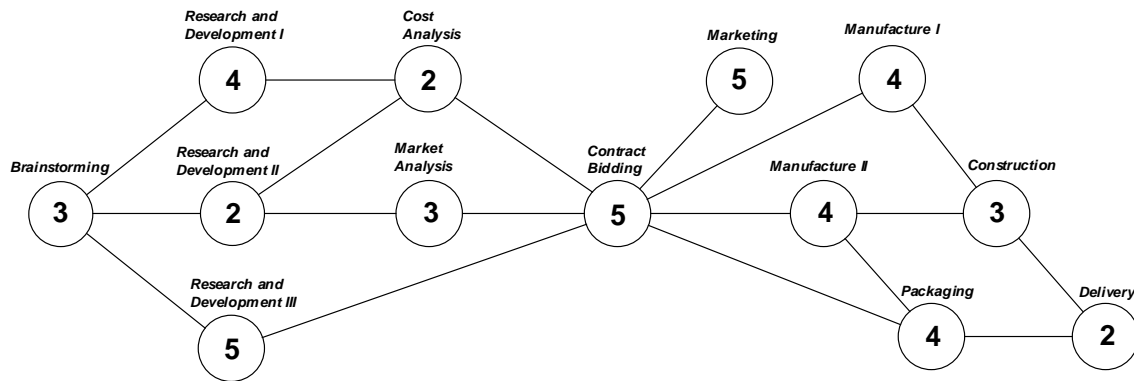 Research and
Development I
4
Cost
Analysis
2
Marketing
5
Manufacture I
4
Brainstorming
3
Research and
Development II
2
Market
Analysis
3
Contract
Bidding
5
Manufacture II
4
Construction
3
Research and
Development III
5
Packaging
4
Delivery
2